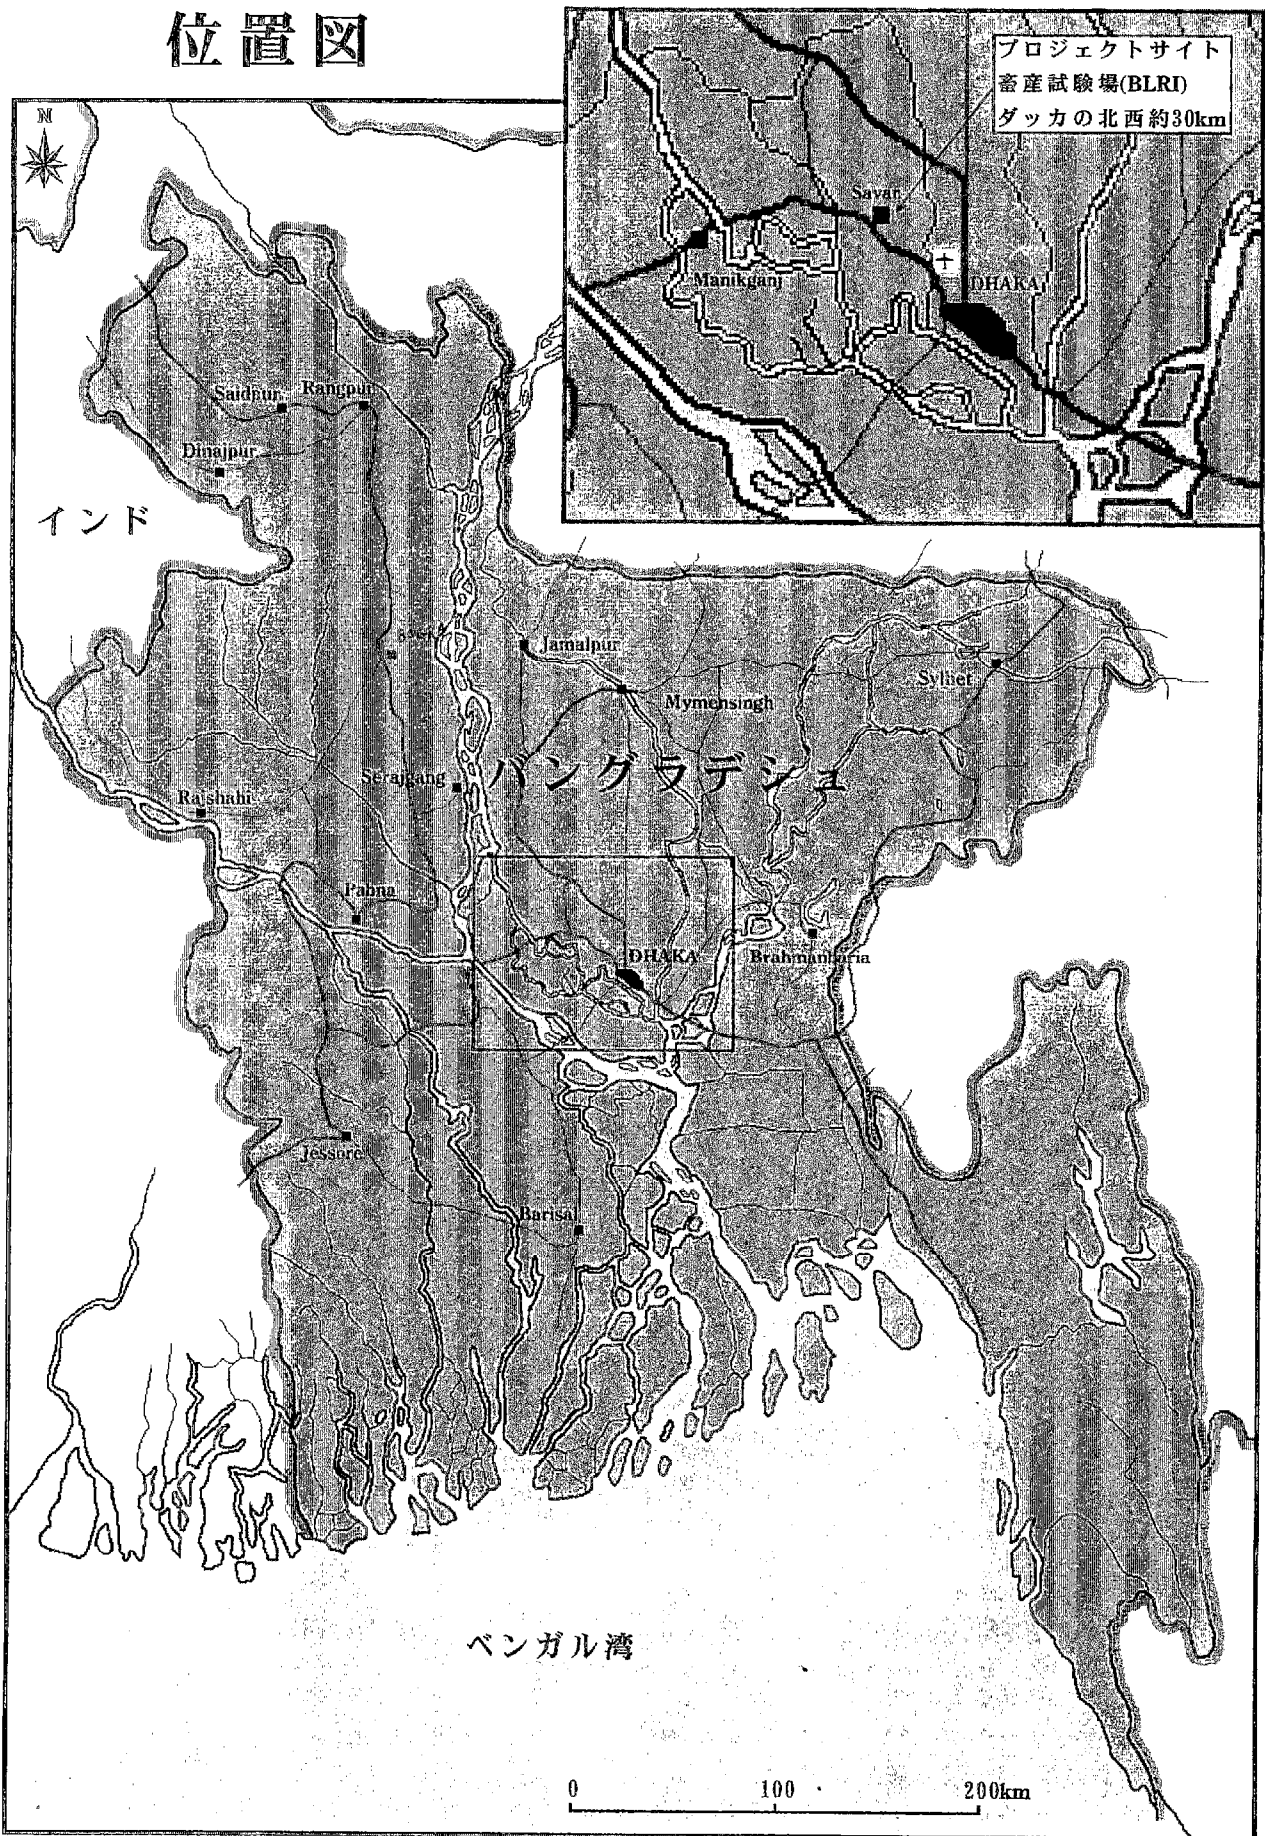 位置図
プロジェクトサイト
畜産試験場(BLRI)
ダッカの北西約30km
N
Savar
Manikganj
DHAKA
Saidpur
Rangpur
Dinajpur
インド
Jamalpur
Sylhet
Mymensingh
バングラデシュ
Serajgang
Rajshahi
Pabna
DHAKA
Brahmanbaria
Jessore
Barisal
ベンガル湾
0 100 200km